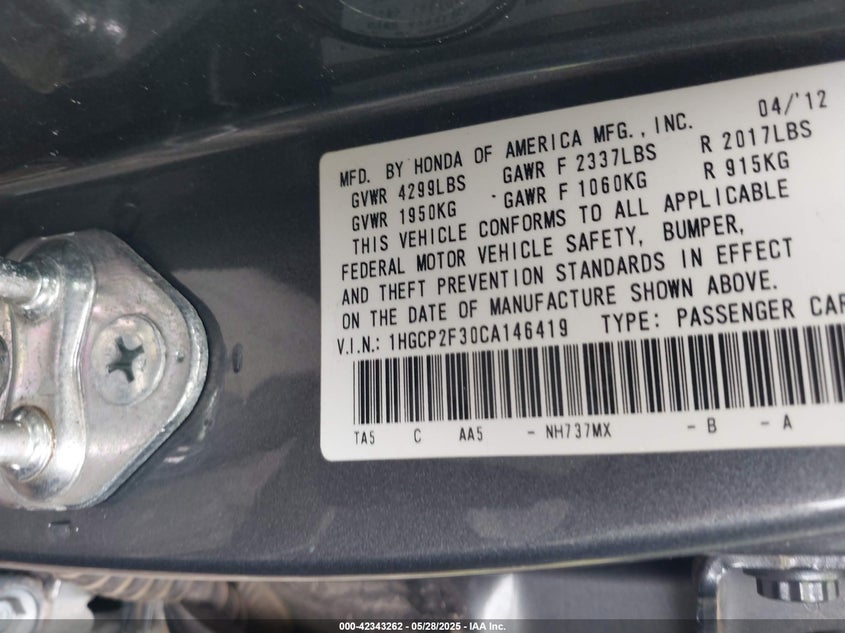 04/'12
MFD. BY HONDA OF AMERICA MFG., INC.
GVWR 4299LBS GAWR F 2337LBS R 2017LBS
GVWR 1950KG GAWR F 1060KG R 915KG
THIS VEHICLE CONFORMS TO ALL APPLICABLE
FEDERAL MOTOR VEHICLE SAFETY, BUMPER,
AND THEFT PREVENTION STANDARDS IN EFFECT
ON THE DATE OF MANUFACTURE SHOWN ABOVE.
V.I.N.: 1HGCP2F30CA146419 TYPE: PASSENGER CAR
TA5 C AA5 - NH737MX - B - A
000-42343262 - 05/28/2025 - IAA Inc.